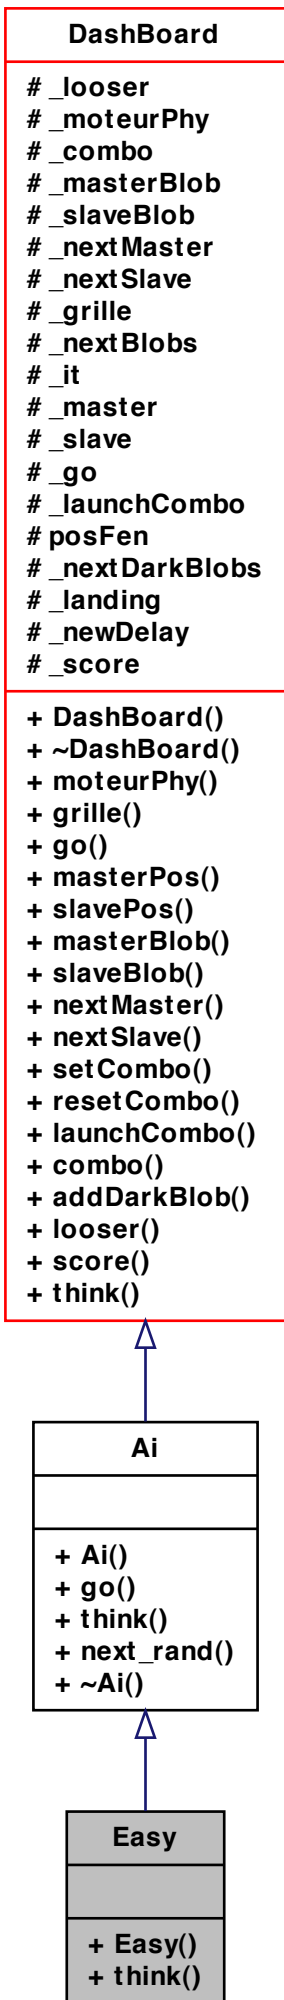 DashBoard
# _looser
# _moteurPhy
# _combo
# _masterBlob
# _slaveBlob
# _nextMaster
# _nextSlave
# _grille
# _nextBlobs
# _it
# _master
# _slave
# _go
# _launchCombo
# posFen
# _nextDarkBlobs
# _landing
# _newDelay
# _score
+ DashBoard()
+ ~DashBoard()
+ moteurPhy()
+ grille()
+ go()
+ masterPos()
+ slavePos()
+ masterBlob()
+ slaveBlob()
+ nextMaster()
+ nextSlave()
+ setCombo()
+ resetCombo()
+ launchCombo()
+ combo()
+ addDarkBlob()
+ looser()
+ score()
+ think()
Ai
+ Ai()
+ go()
+ think()
+ next_rand()
+ ~Ai()
Easy
+ Easy()
+ think()